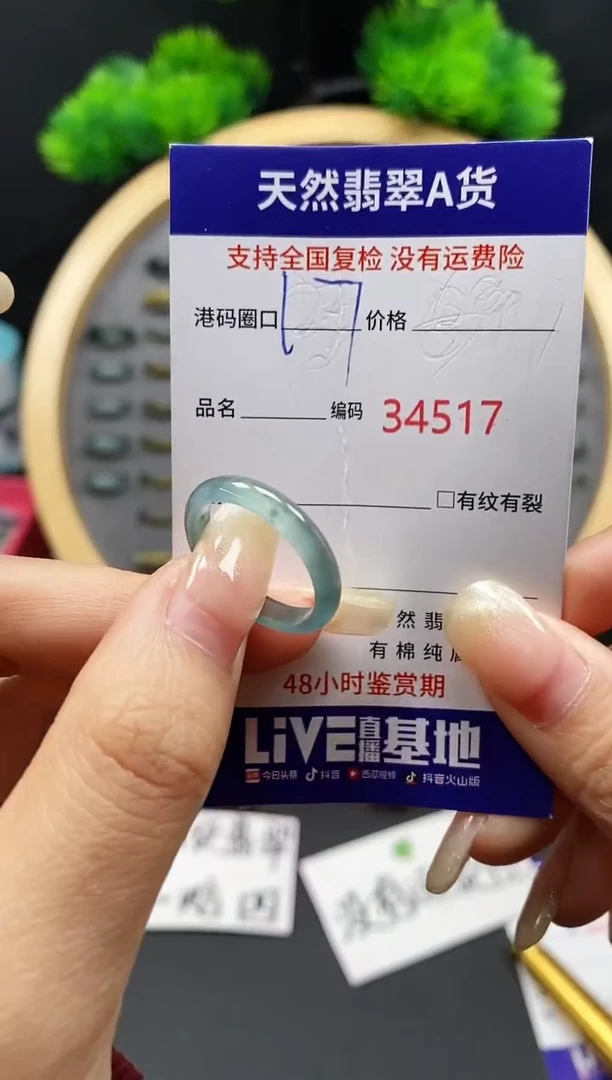 天然翡翠A货
支持全国复检 没有运费险
港码圈口 17 价格
品名 编码 34517
□有纹有裂
然翡
有棉纯
48小时鉴赏期
LiVE直播基地
今日头条 抖音 西瓜视频 抖音火山版